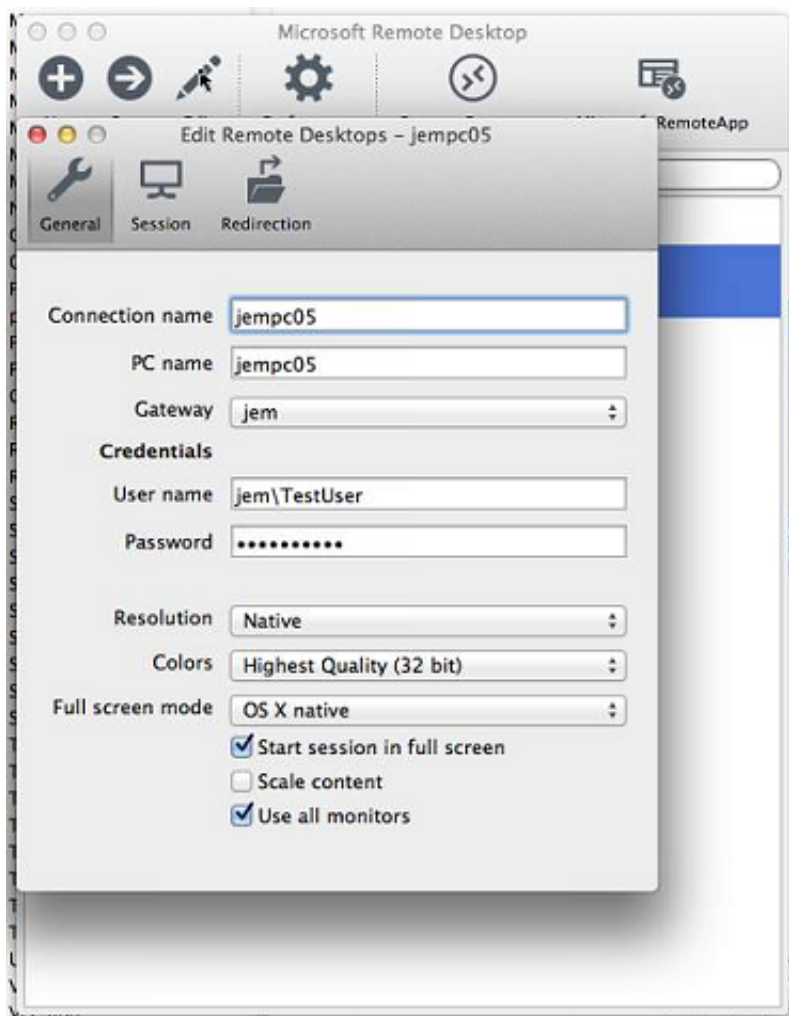 Microsoft Remote Desktop
RemoteApp
Edit Remote Desktops – jempc05
General Session Redirection
Connection name jempc05
PC name jempc05
Gateway jem
Credentials
User name jem\TestUser
Password ••••••••••
Resolution Native
Colors Highest Quality (32 bit)
Full screen mode OS X native
Start session in full screen
Scale content
Use all monitors